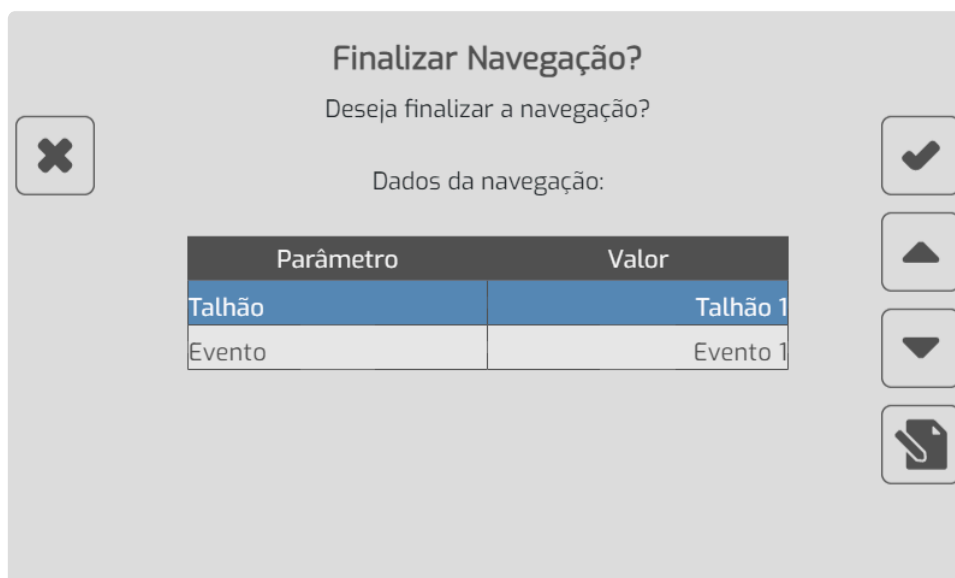 Finalizar Navegação?
Deseja finalizar a navegação?
Dados da navegação:
Parâmetro Valor
Talhão Talhão 1
Evento Evento 1